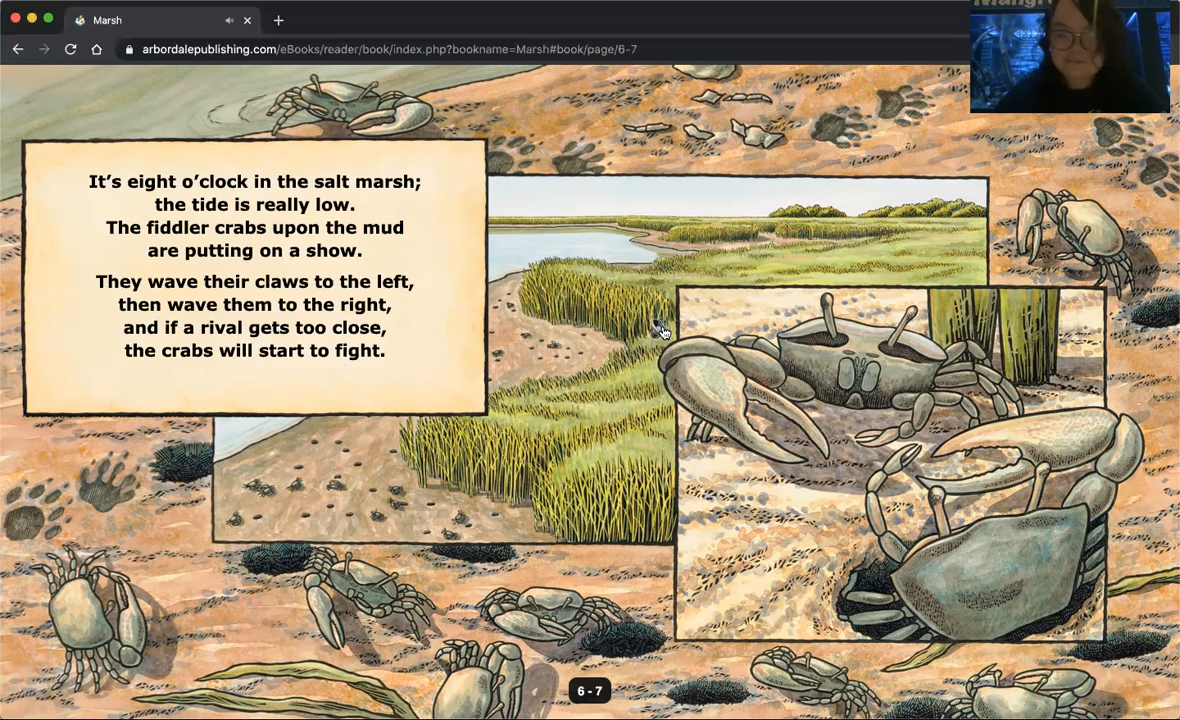 Marsh
arbordalepublishing.com/eBooks/reader/book/index.php?bookname=Marsh#book/page/6-7
It's eight o'clock in the salt marsh;
the tide is really low.
The fiddler crabs upon the mud
are putting on a show.
They wave their claws to the left,
then wave them to the right,
and if a rival gets too close,
the crabs will start to fight.
6 - 7